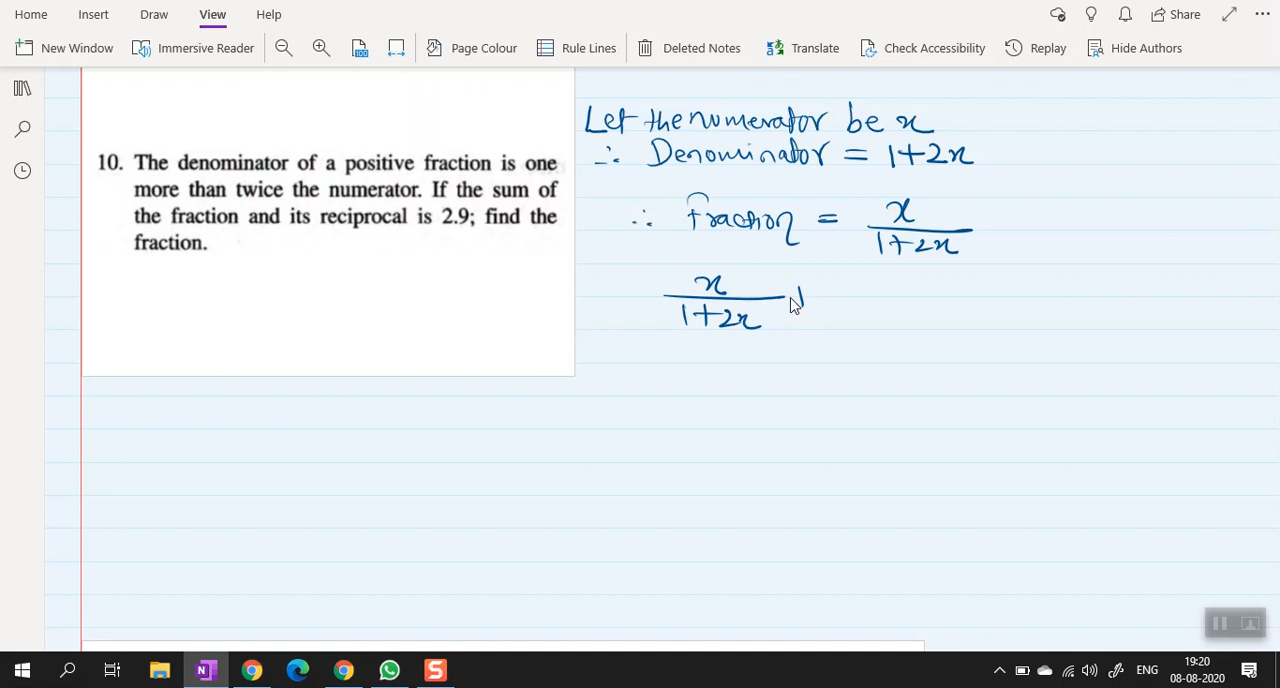 Home Insert Draw View Help Share
New Window Immersive Reader 100 Page Colour Rule Lines Deleted Notes Translate Check Accessibility Replay Hide Authors
Let the numerator be x
∴ Denominator = 1+2x
10. The denominator of a positive fraction is one
more than twice the numerator. If the sum of
the fraction and its reciprocal is 2.9; find the
fraction.
∴ Fraction = x
1+2x
x
1+2x
N S
ENG 19:20
08-08-2020